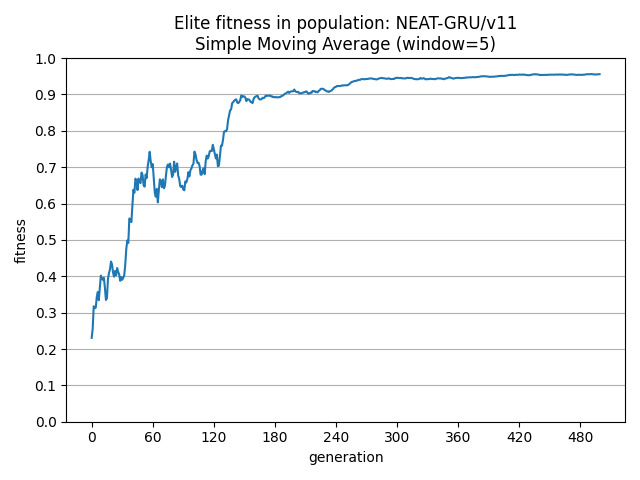 Elite fitness in population: NEAT-GRU/v11
Simple Moving Average (window=5)
1.0
0.9
0.8
0.7
0.6
0.5
0.4
0.3
0.2
0.1
0.0
fitness
0 60 120 180 240 300 360 420 480
generation